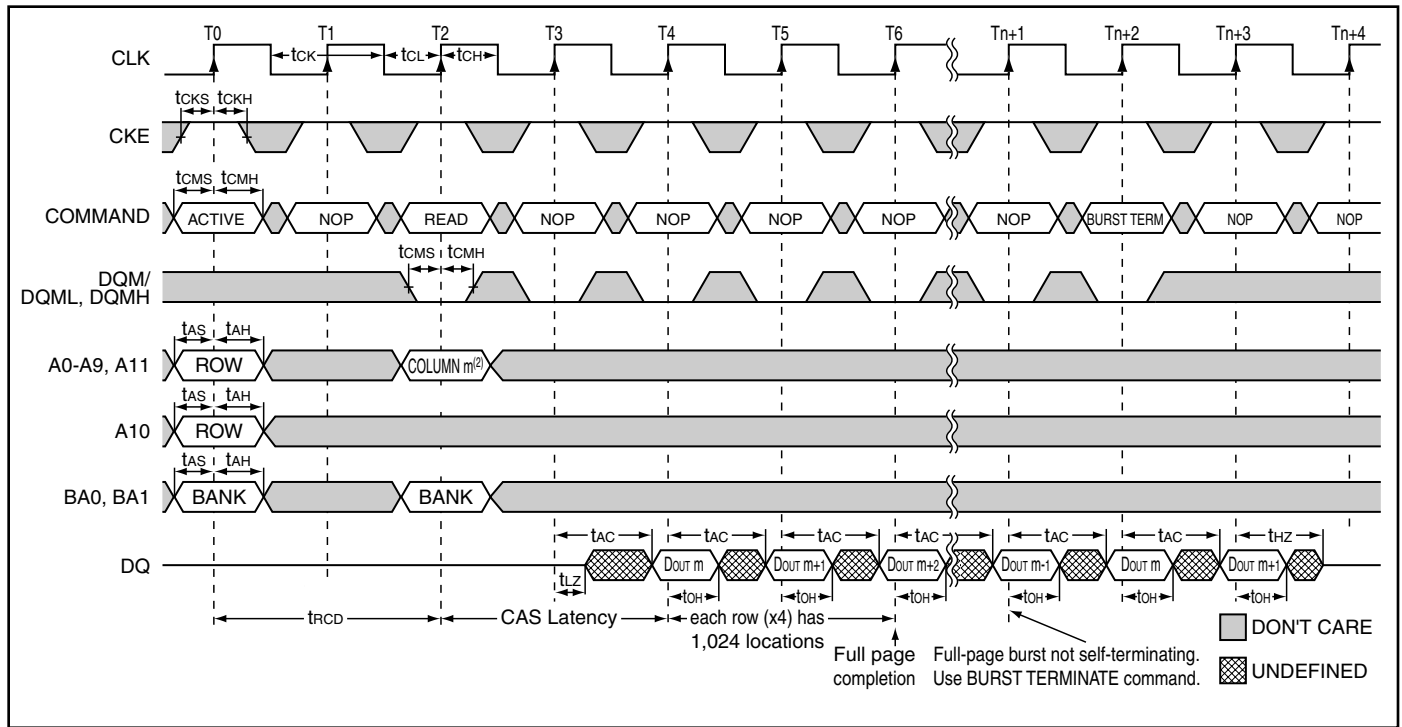 T0 T1 T2 T3 T4 T5 T6 Tn+1 Tn+2 Tn+3 Tn+4
CLK tCK tCL tCH
tCKS tCKH
CKE
tCMS tCMH
COMMAND ACTIVE NOP READ NOP NOP NOP NOP NOP BURST TERM NOP NOP
tCMS tCMH
DQM/
DQML, DQMH
tAS tAH
A0-A9, A11 ROW COLUMN m(2)
tAS tAH
A10 ROW
tAS tAH
BA0, BA1 BANK BANK
tAC tAC tAC tAC tAC tAC tHZ
DQ DOUT m DOUT m+1 DOUT m+2 DOUT m-1 DOUT m DOUT m+1
tLZ tOH tOH tOH tOH tOH tOH
tRCD CAS Latency each row (x4) has
1,024 locations
Full page
completion
Full-page burst not self-terminating.
Use BURST TERMINATE command.
DON'T CARE
UNDEFINED